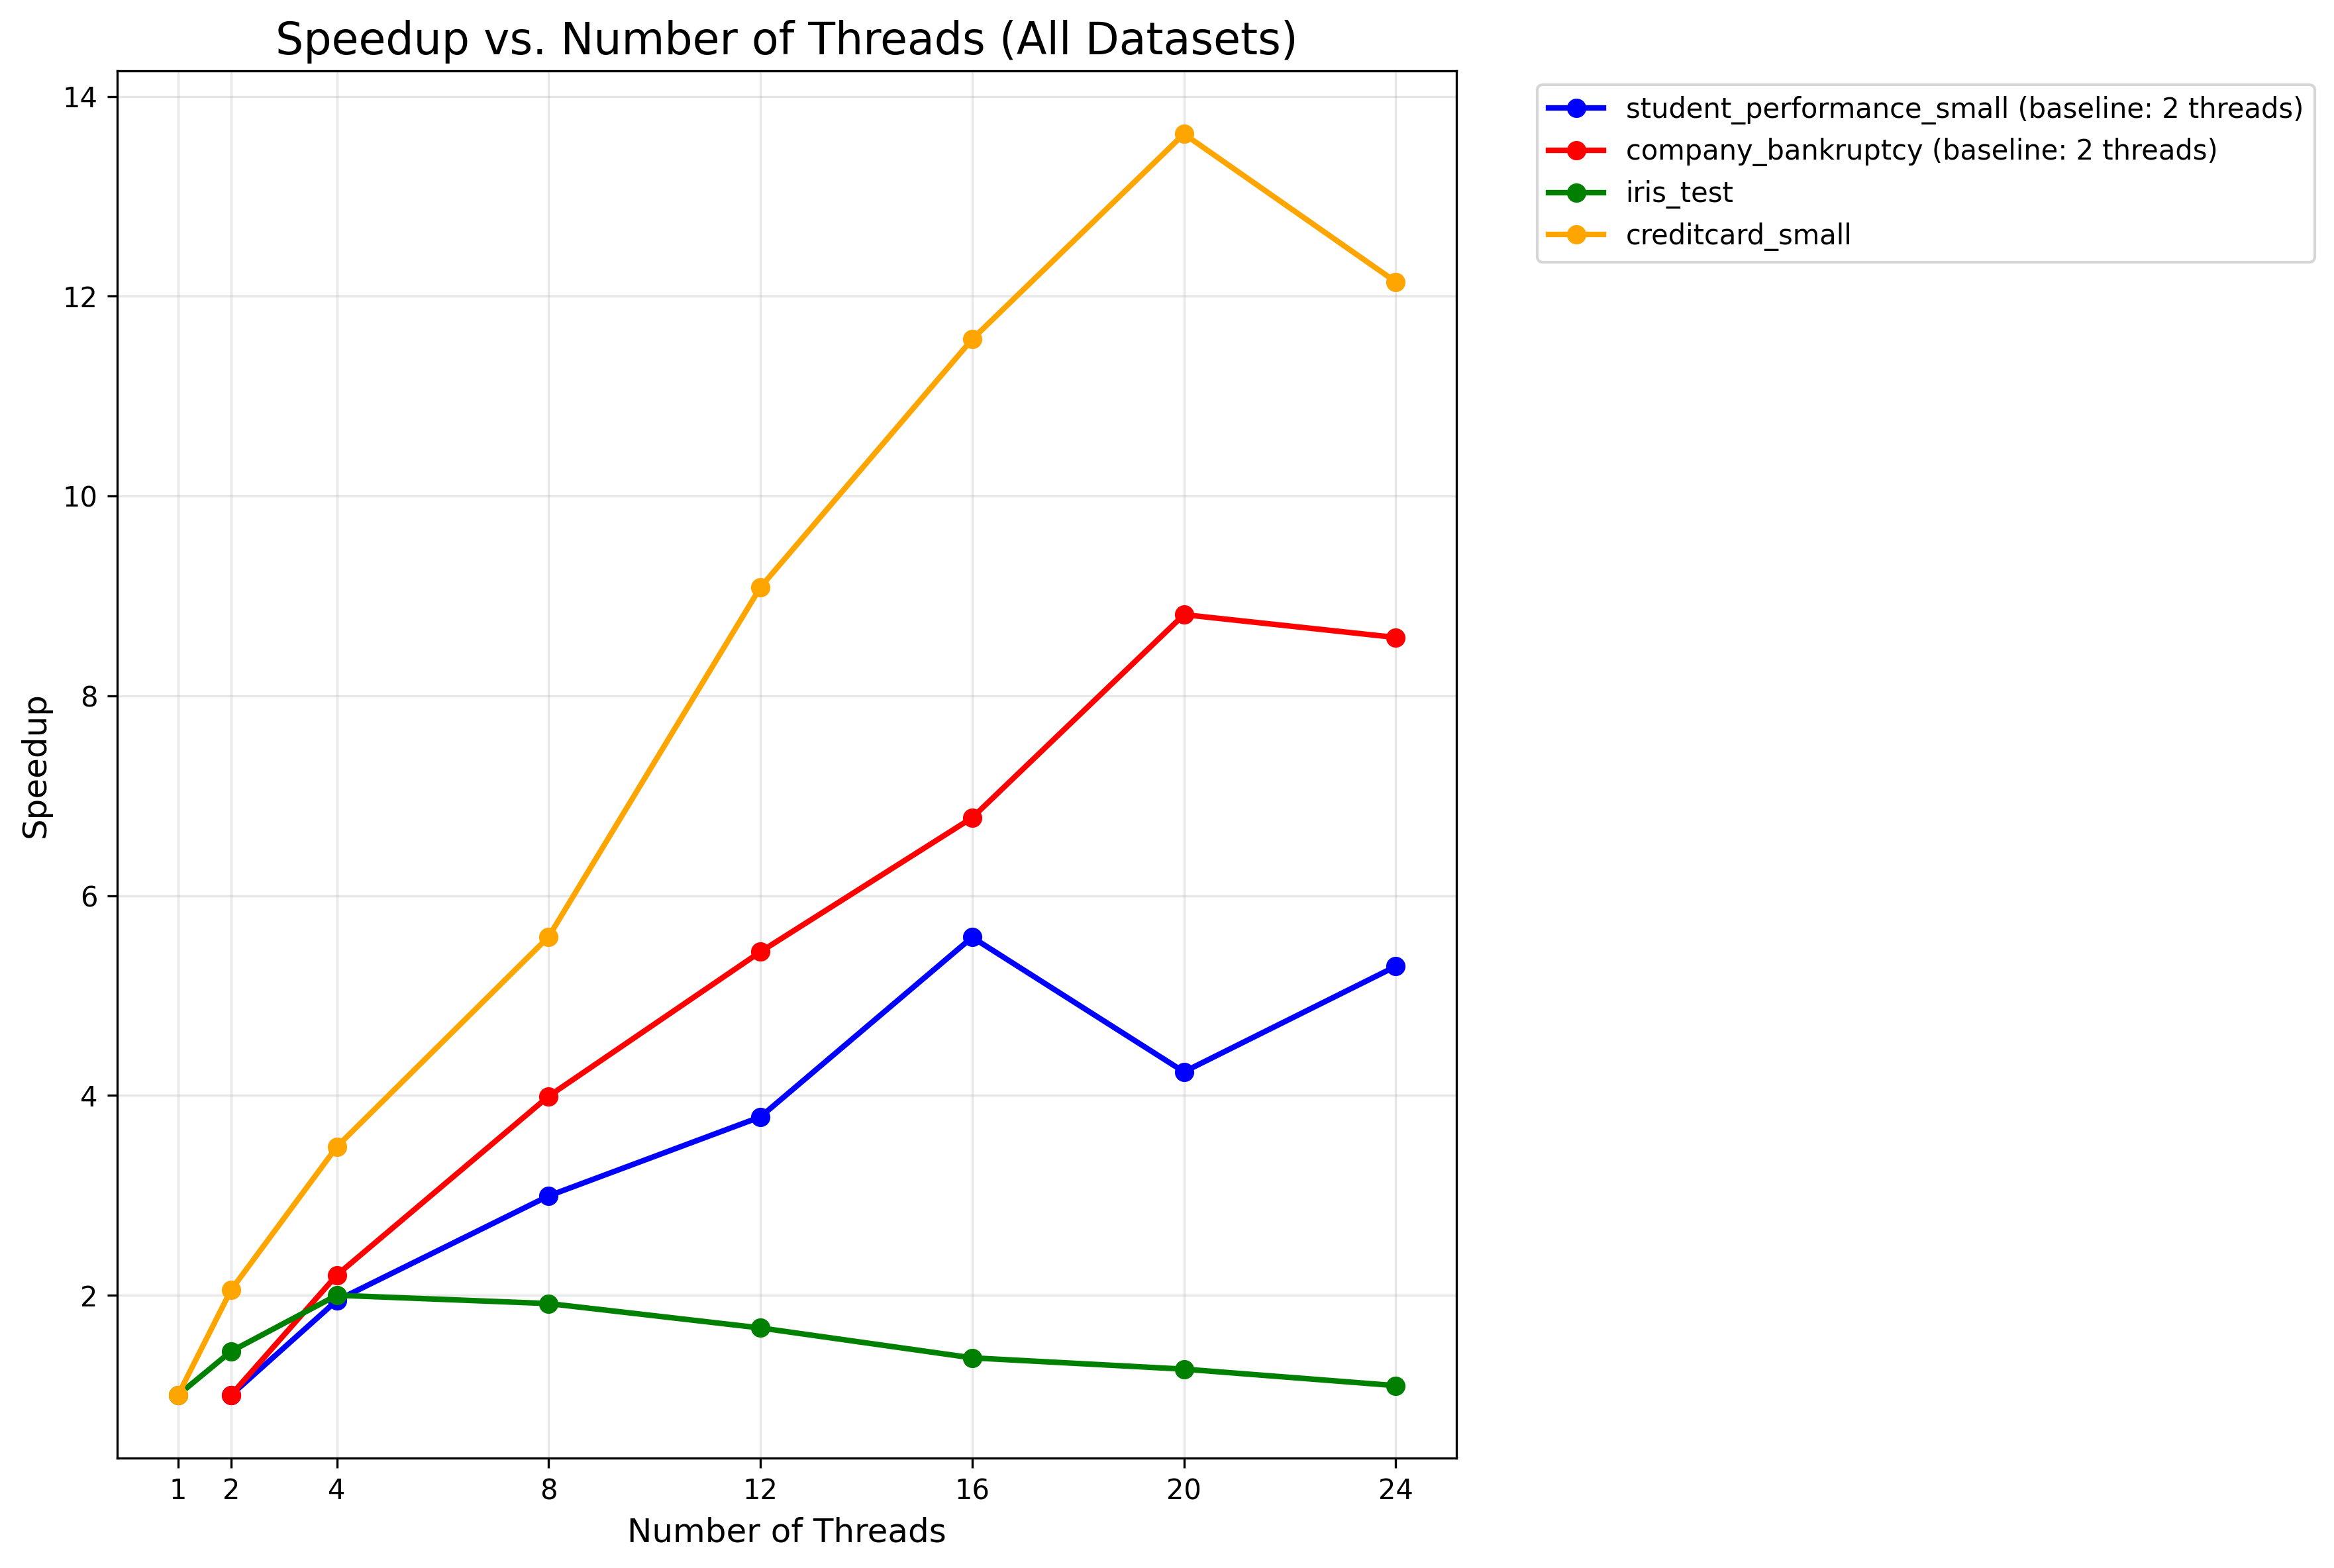 Speedup vs. Number of Threads (All Datasets)
student_performance_small (baseline: 2 threads)
company_bankruptcy (baseline: 2 threads)
iris_test
creditcard_small
14
12
10
8
6
4
2
Speedup
1 2 4 8 12 16 20 24
Number of Threads